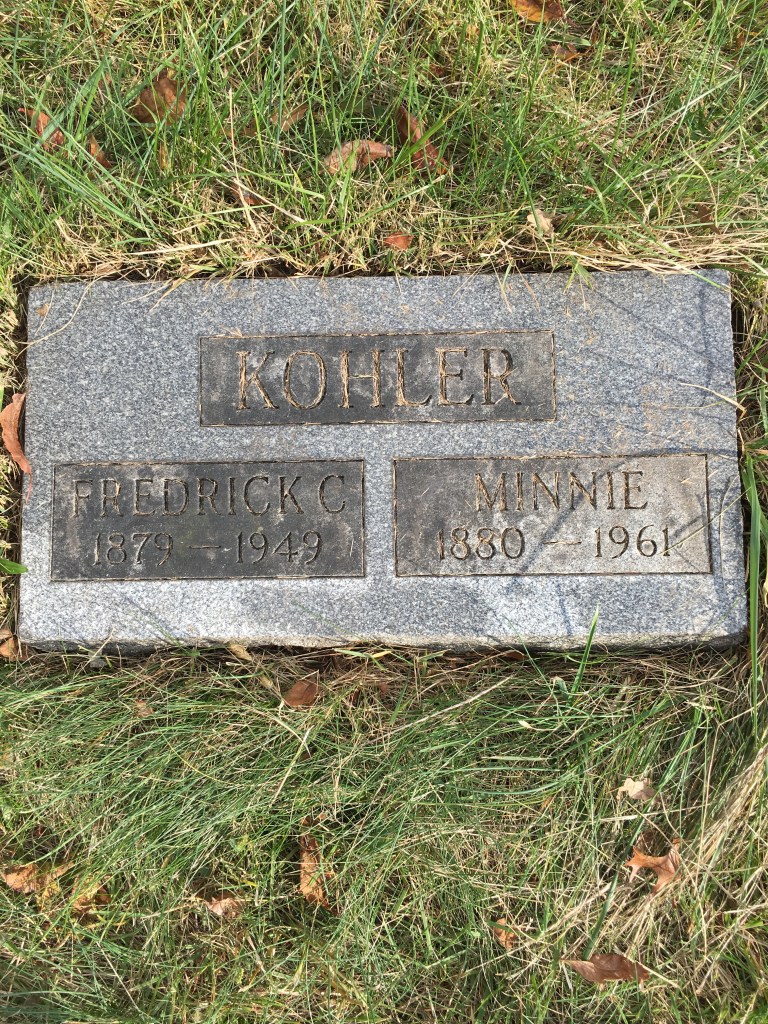 KOHLER
FREDRICK C
1879 — 1949
MINNIE
1880 — 1961